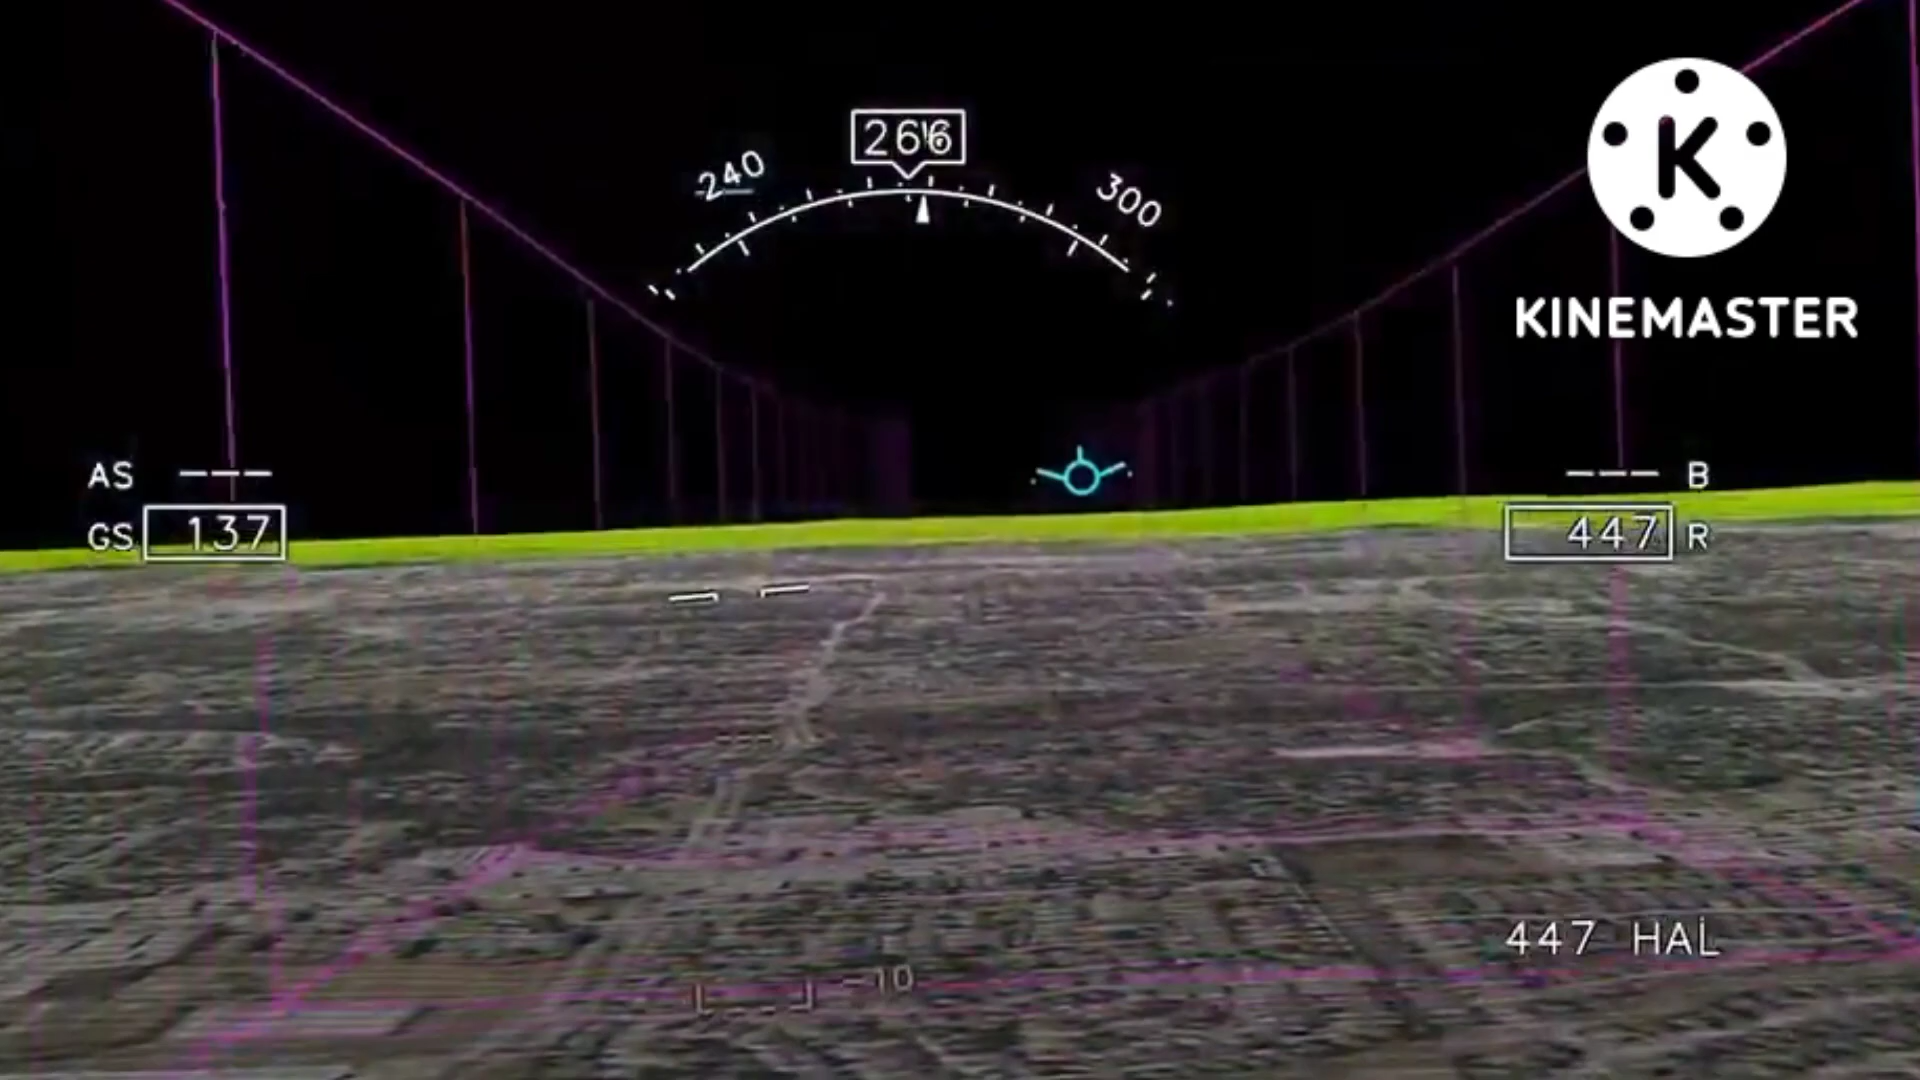 266
240
300
K
KINEMASTER
AS --- --- B
GS 137 447 R
447 HAL
-10